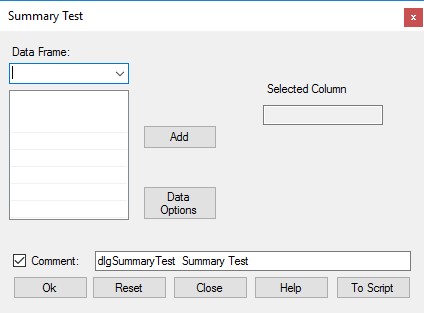 Summary Test
x
Data Frame:
Selected Column
Add
Data
Options
Comment:
dlgSummaryTest  Summary Test
Ok
Reset
Close
Help
To Script